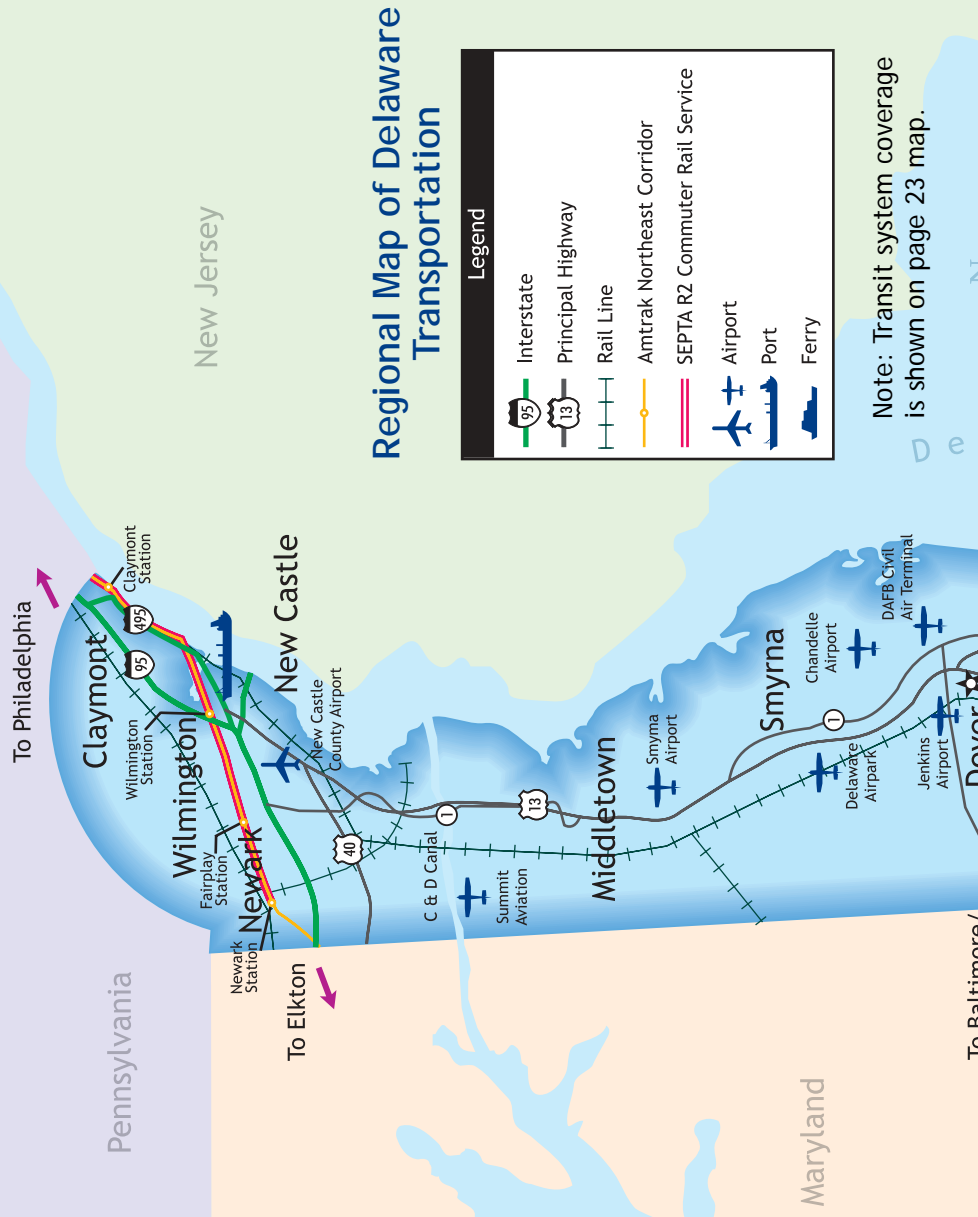 Regional Map of Delaware
Transportation
Legend
95
Interstate
13
Principal Highway
Rail Line
Amtrak Northeast Corridor
SEPTA R2 Commuter Rail Service
Airport
Port
Ferry
Note: Transit system coverage
is shown on page 23 map.
New Jersey
Pennsylvania
Maryland
D e
N
To Philadelphia
Claymont
Claymont
Station
495
95
Wilmington
Station
Wilmington
New Castle
New Castle
County Airport
Fairplay
Station
Newark
Newark
Station
To Elkton
40
C & D Canal
1
13
Summit
Aviation
Middletown
Smyrna
Airport
Smyrna
Chandelle
Airport
DAFB Civil
Air Terminal
1
Delaware
Airpark
Jenkins
Airport
Dover
To Baltimore/